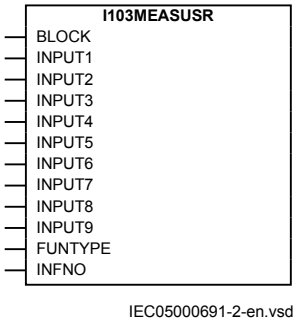 I103MEASUSR
BLOCK
INPUT1
INPUT2
INPUT3
INPUT4
INPUT5
INPUT6
INPUT7
INPUT8
INPUT9
FUNTYPE
INFNO
IEC05000691-2-en.vsd